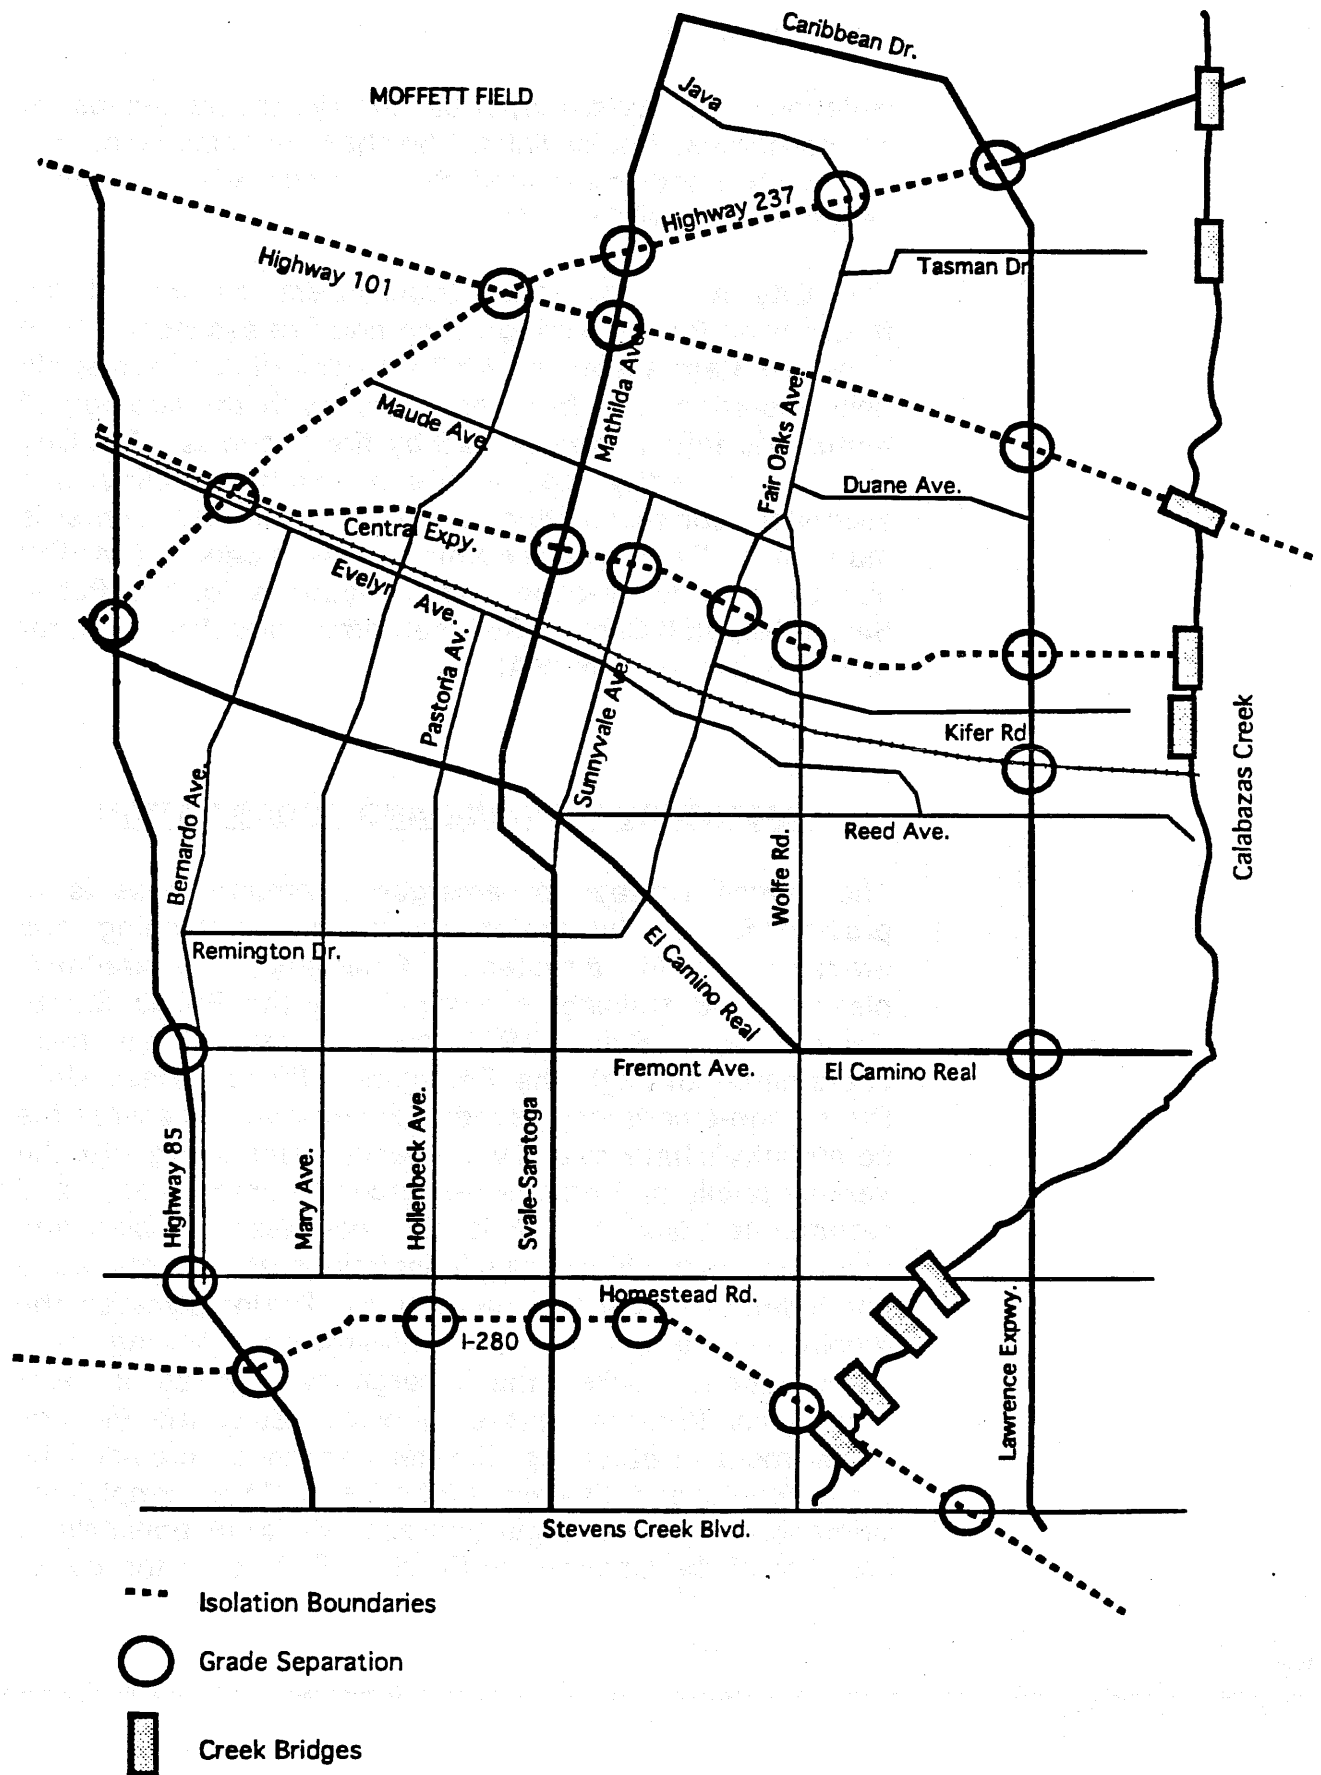 Caribbean Dr.
MOFFETT FIELD
Java
Highway 237
Highway 101
Tasman Dr
Mathilda Ave.
Maude Ave.
Fair Oaks Ave.
Duane Ave.
Central Expy.
Evelyn Ave.
Pastoria Av.
Sunnyvale Ave.
Kifer Rd
Calabazas Creek
Bernardo Ave.
Reed Ave.
Wolfe Rd.
Remington Dr.
El Camino Real
Fremont Ave.
El Camino Real
Highway 85
Mary Ave.
Hollenbeck Ave.
Svale-Saratoga
Homestead Rd.
I-280
Lawrence Expwy.
Stevens Creek Blvd.
Isolation Boundaries
Grade Separation
Creek Bridges